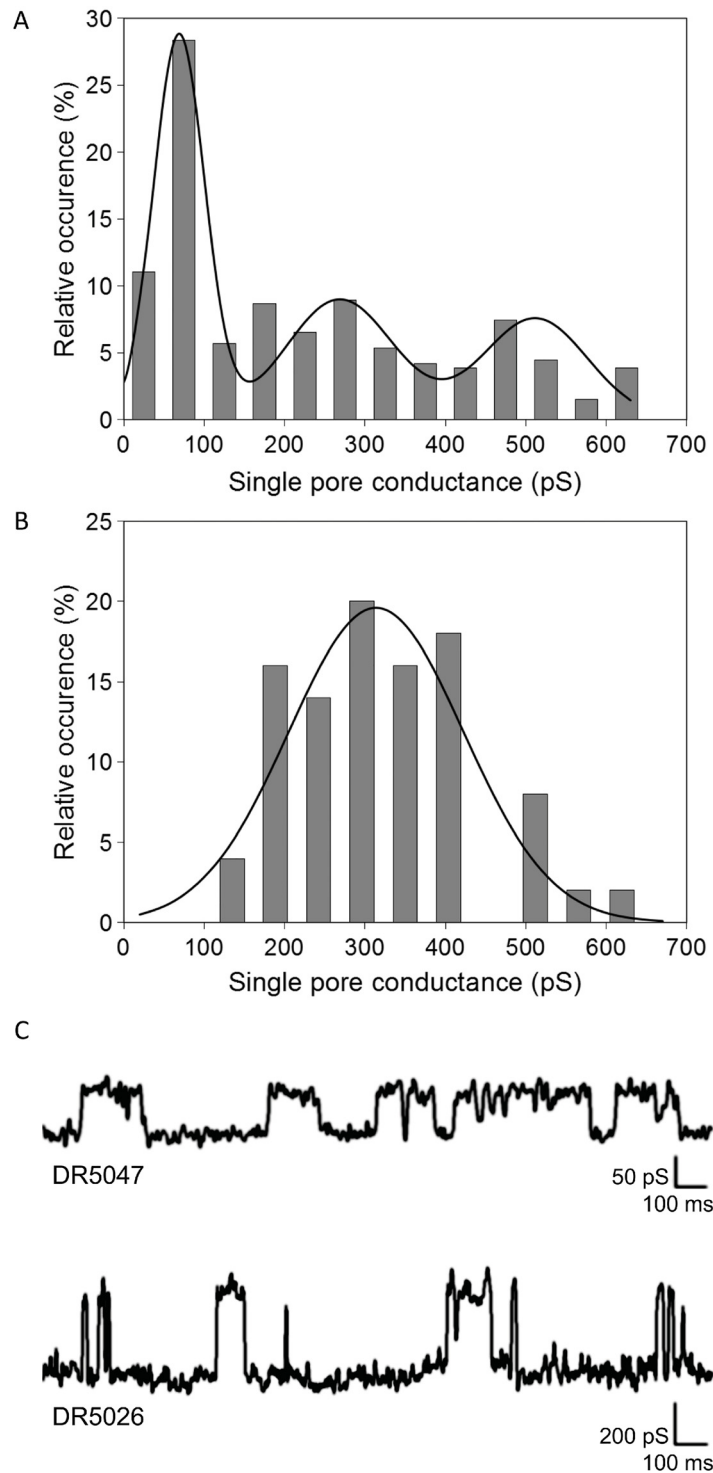 A
30
25
20
15
10
5
0
Relative occurence (%)
0 100 200 300 400 500 600 700
Single pore conductance (pS)
B
25
20
15
10
5
0
Relative occurence (%)
0 100 200 300 400 500 600 700
Single pore conductance (pS)
C
DR5047
50 pS
100 ms
DR5026
200 pS
100 ms